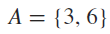 A = {3, 6}